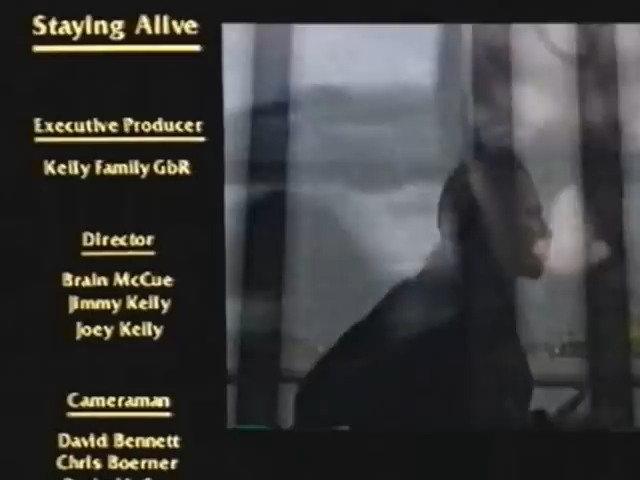 Staying Alive
Executive Producer
Kelly Family GbR
Director
Brain McCue
Jimmy Kelly
Joey Kelly
Cameraman
David Bennett
Chris Boerner